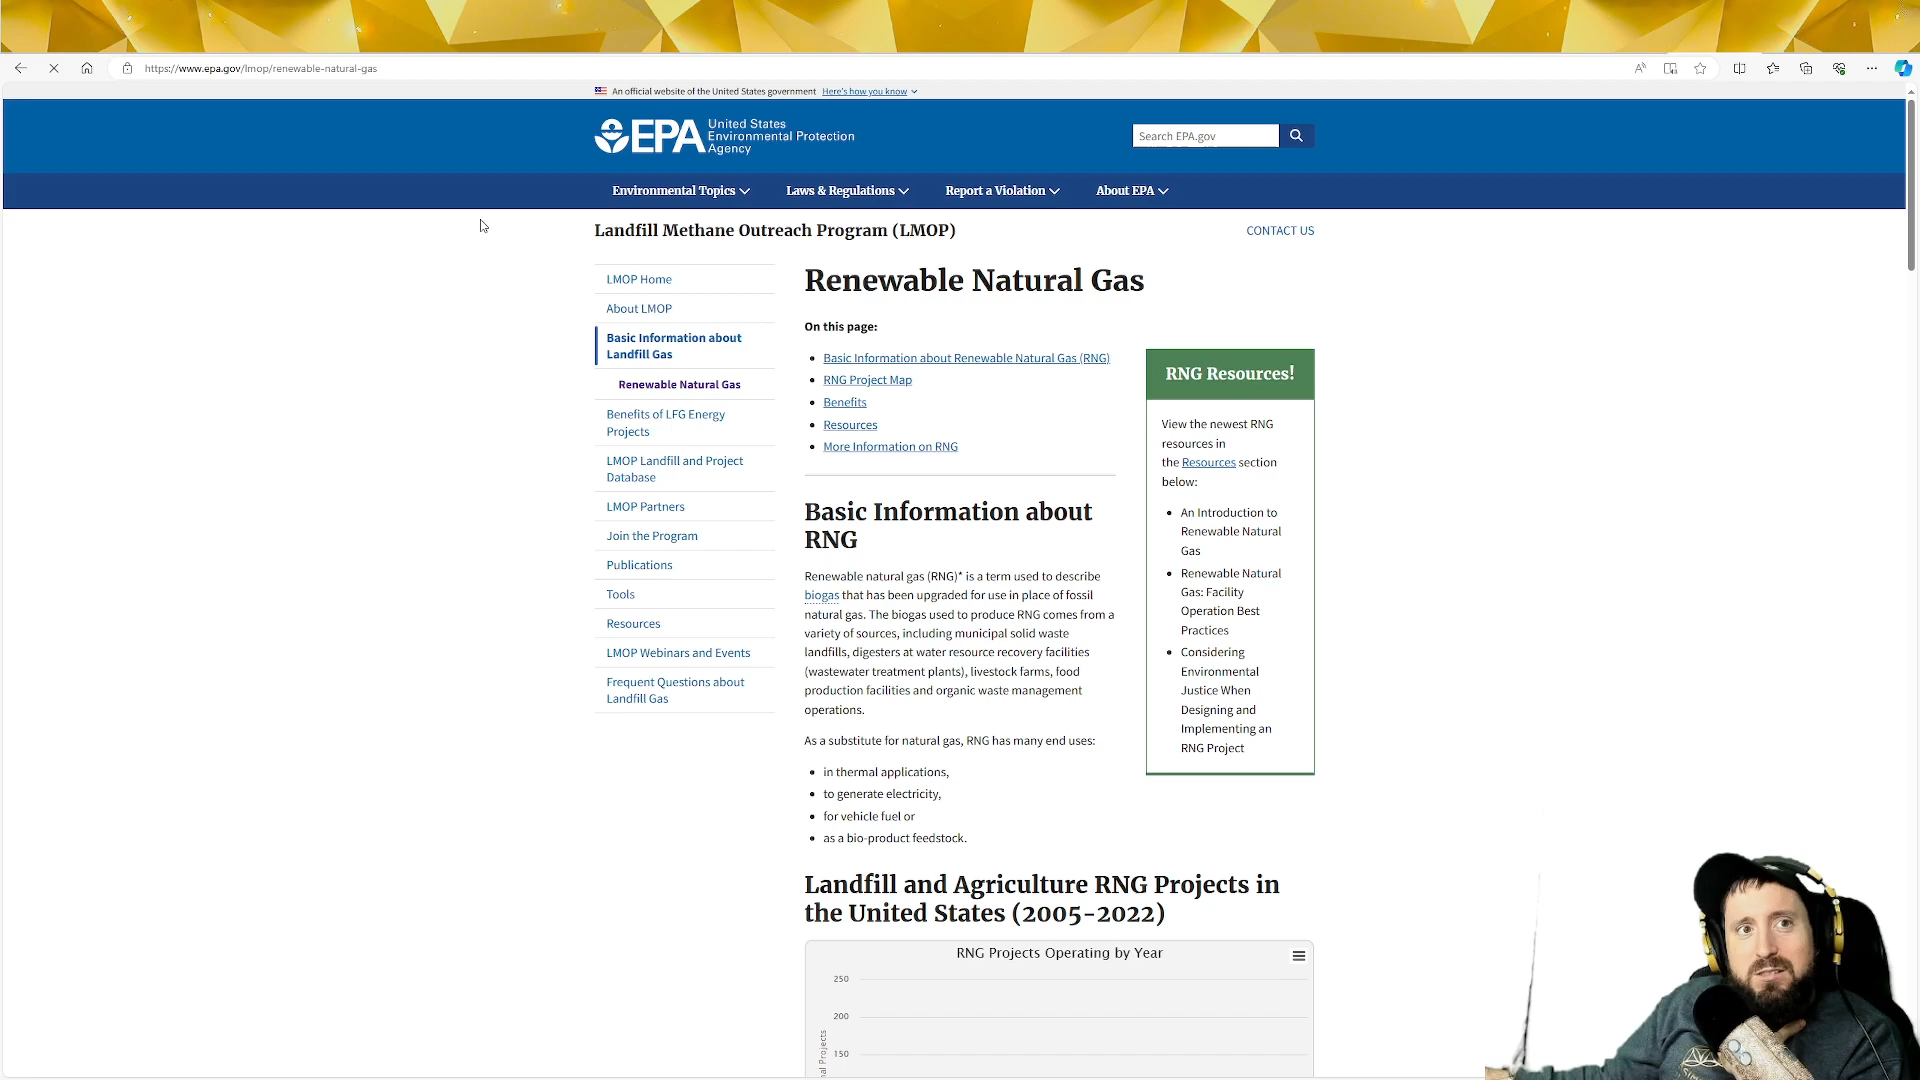 https://www.epa.gov/lmop/renewable-natural-gas
An official website of the United States government Here's how you know
EPA United States
Environmental Protection
Agency
Search EPA.gov
Environmental Topics
Laws & Regulations
Report a Violation
About EPA
Landfill Methane Outreach Program (LMOP)
CONTACT US
LMOP Home
About LMOP
Basic Information about
Landfill Gas
Renewable Natural Gas
Benefits of LFG Energy
Projects
LMOP Landfill and Project
Database
LMOP Partners
Join the Program
Publications
Tools
Resources
LMOP Webinars and Events
Frequent Questions about
Landfill Gas
Renewable Natural Gas
On this page:
• Basic Information about Renewable Natural Gas (RNG)
• RNG Project Map
• Benefits
• Resources
• More Information on RNG
Basic Information about
RNG
Renewable natural gas (RNG)* is a term used to describe
biogas that has been upgraded for use in place of fossil
natural gas. The biogas used to produce RNG comes from a
variety of sources, including municipal solid waste
landfills, digesters at water resource recovery facilities
(wastewater treatment plants), livestock farms, food
production facilities and organic waste management
operations.
As a substitute for natural gas, RNG has many end uses:
• in thermal applications,
• to generate electricity,
• for vehicle fuel or
• as a bio-product feedstock.
RNG Resources!
View the newest RNG
resources in
the Resources section
below:
• An Introduction to
Renewable Natural
Gas
• Renewable Natural
Gas: Facility
Operation Best
Practices
• Considering
Environmental
Justice When
Designing and
Implementing an
RNG Project
Landfill and Agriculture RNG Projects in
the United States (2005-2022)
RNG Projects Operating by Year
250
200
150
Projects